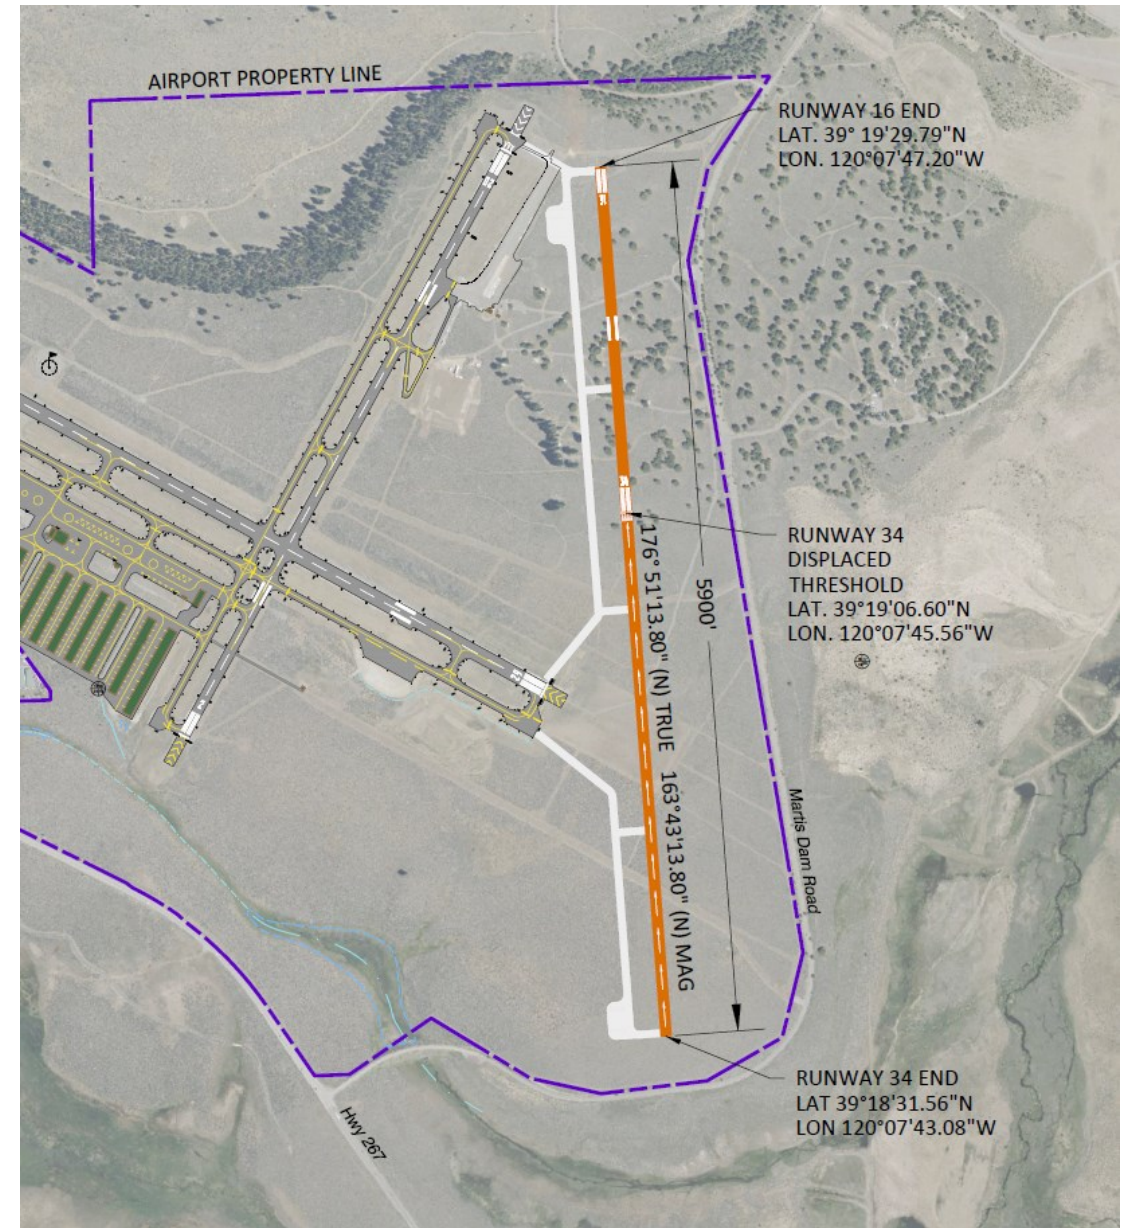 AIRPORT PROPERTY LINE
RUNWAY 16 END
LAT. 39° 19'29.79"N
LON. 120°07'47.20"W
RUNWAY 34
DISPLACED
THRESHOLD
LAT. 39°19'06.60"N
LON. 120°07'45.56"W
5900'
176° 51'13.80" (N) TRUE 163°43'13.80" (N) MAG
Martis Dam Road
RUNWAY 34 END
LAT 39°18'31.56"N
LON 120°07'43.08"W
Hwy 267